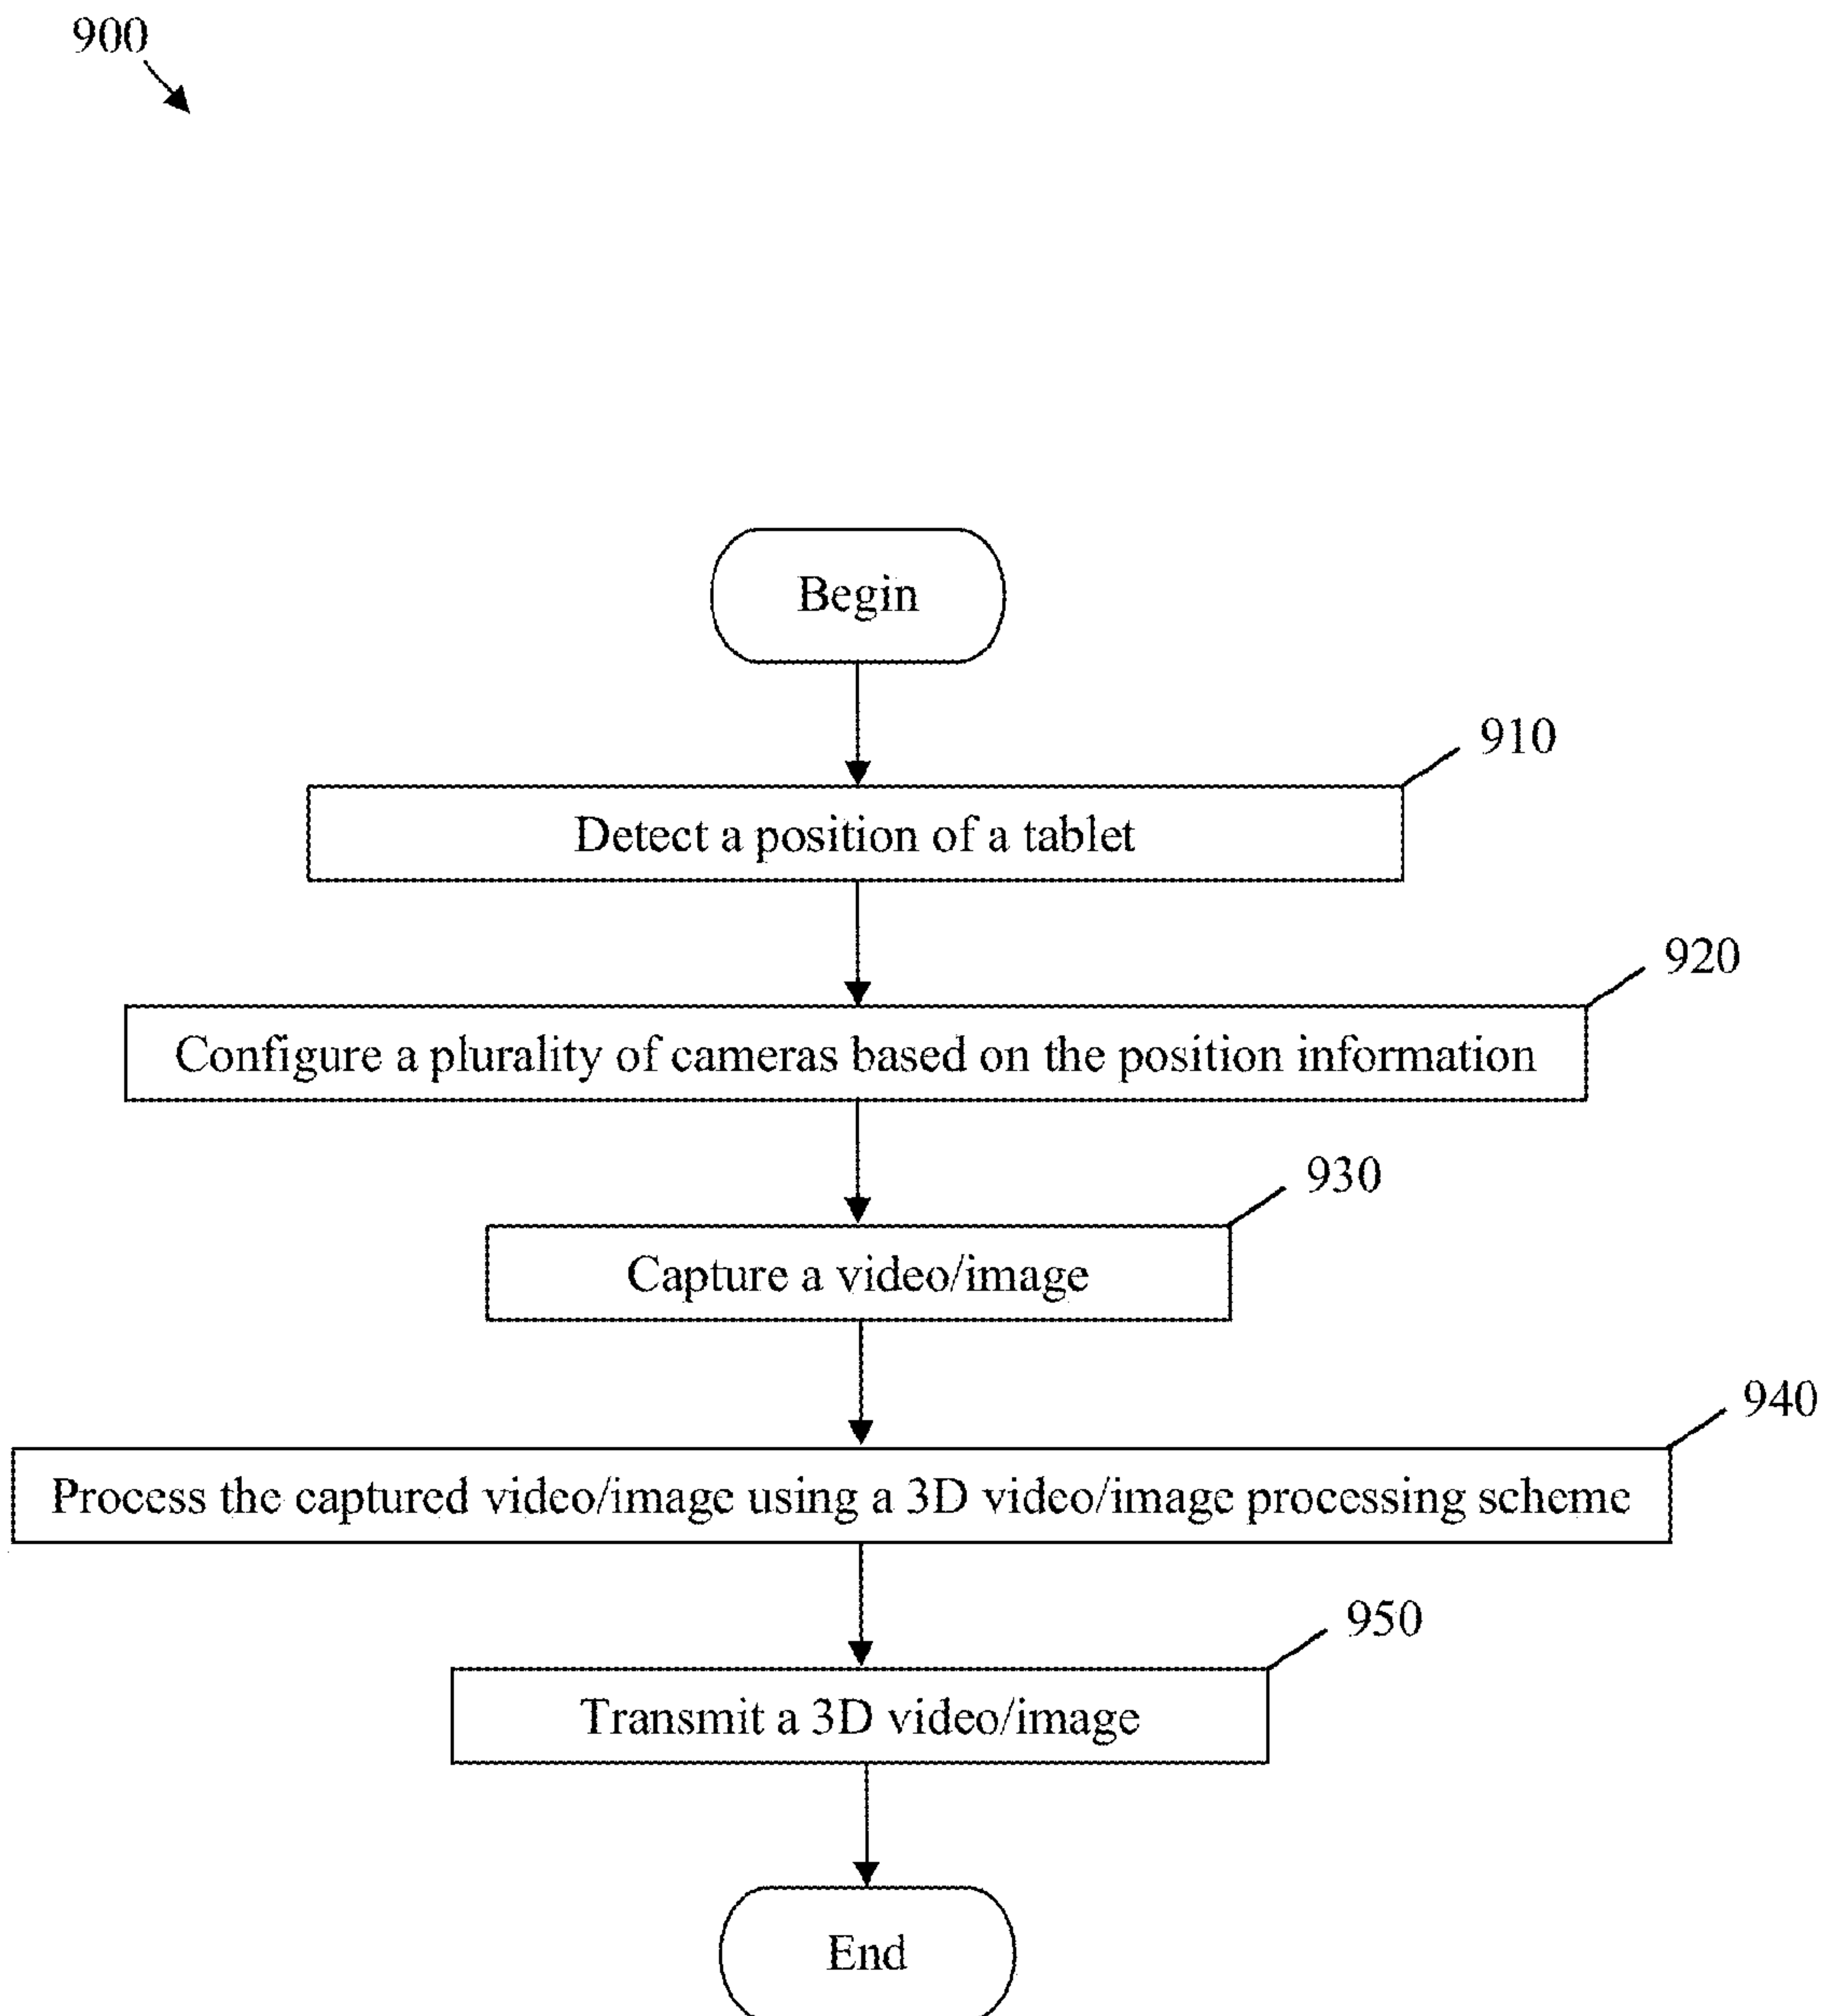 900
Begin
910
Detect a position of a tablet
920
Configure a plurality of cameras based on the position information
930
Capture a video/image
940
Process the captured video/image using a 3D video/image processing scheme
950
Transmit a 3D video/image
End